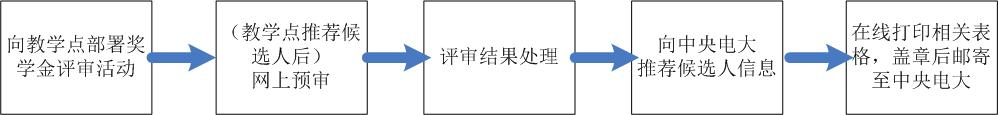 向教学点部署奖
学金评审活动
（教学点推荐候
选人后）
网上预审
评审结果处理
向中央电大
推荐候选人信息
在线打印相关表
格，盖章后邮寄
至中央电大